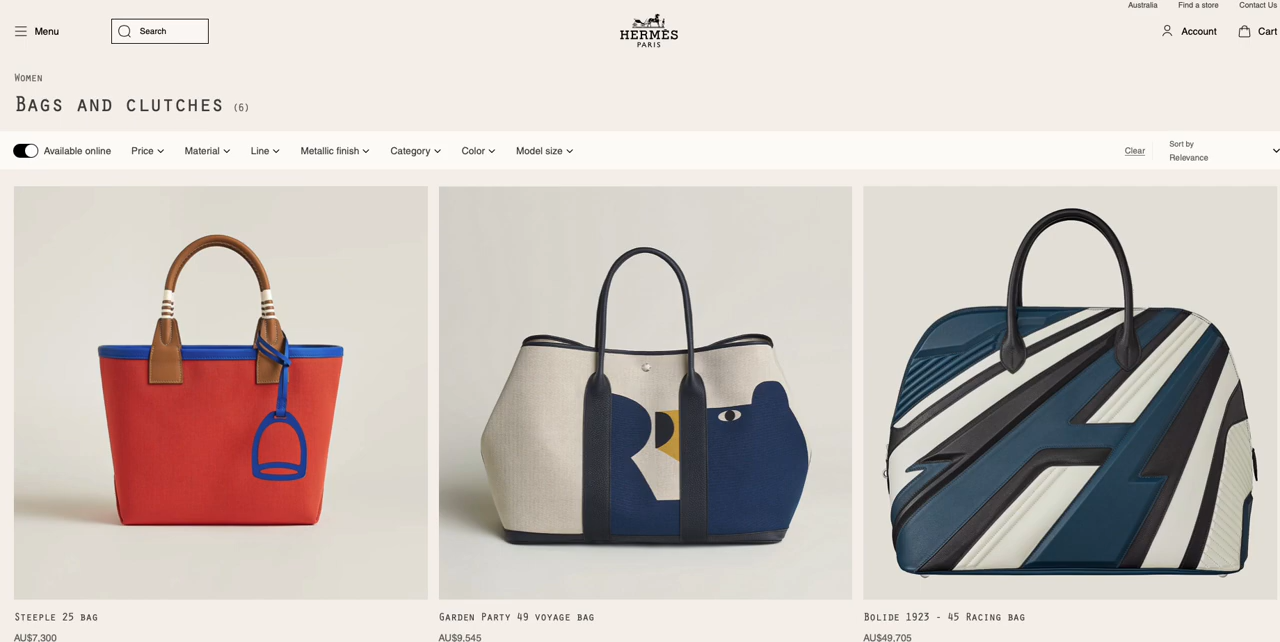 Australia Find a store Contact Us
Menu Search HERMÈS PARIS Account Cart
Women
Bags and clutches (6)
Available online Price Material Line Metallic finish Category Color Model size Clear Sort by
Relevance
Steeple 25 bag Garden Party 49 voyage bag Bolide 1923 - 45 Racing bag
AU$7,300 AU$9,545 AU$49,705